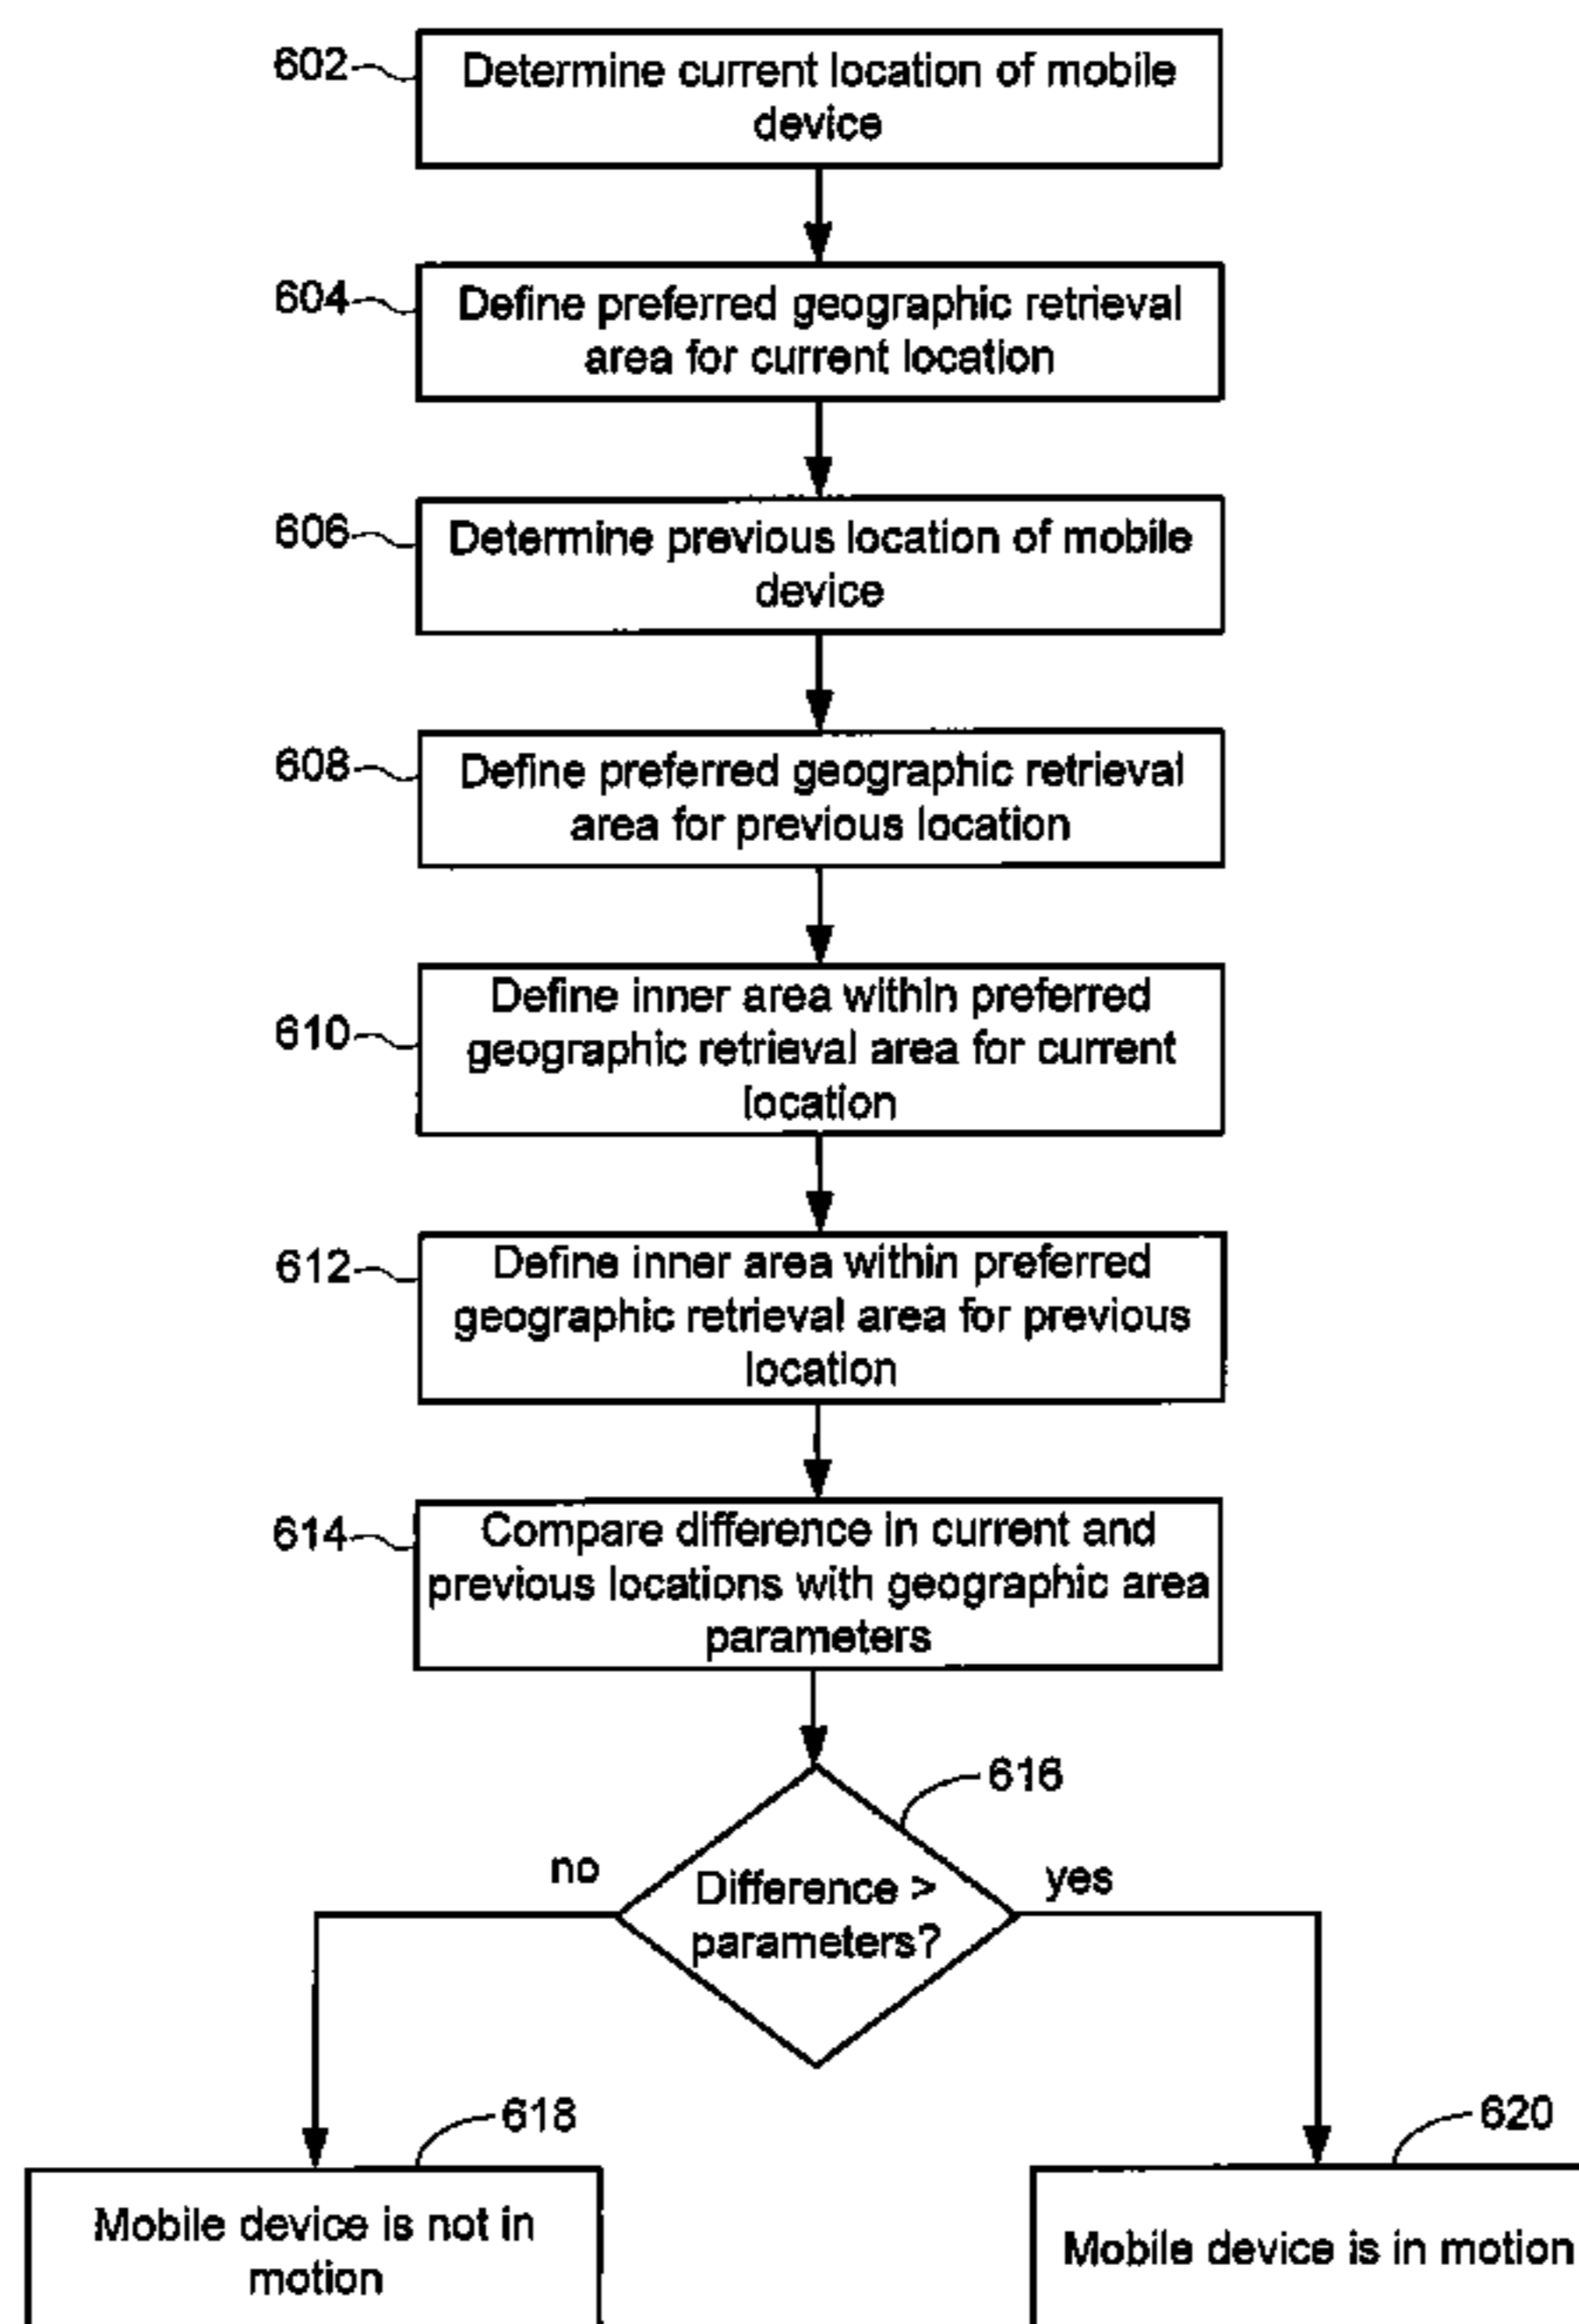 602
Determine current location of mobile
device
604
Define preferred geographic retrieval
area for current location
606
Determine previous location of mobile
device
608
Define preferred geographic retrieval
area for previous location
610
Define inner area within preferred
geographic retrieval area for current
location
612
Define inner area within preferred
geographic retrieval area for previous
location
614
Compare difference in current and
previous locations with geographic area
parameters
616
Difference >
parameters?
no
yes
618
Mobile device is not in
motion
620
Mobile device is in motion